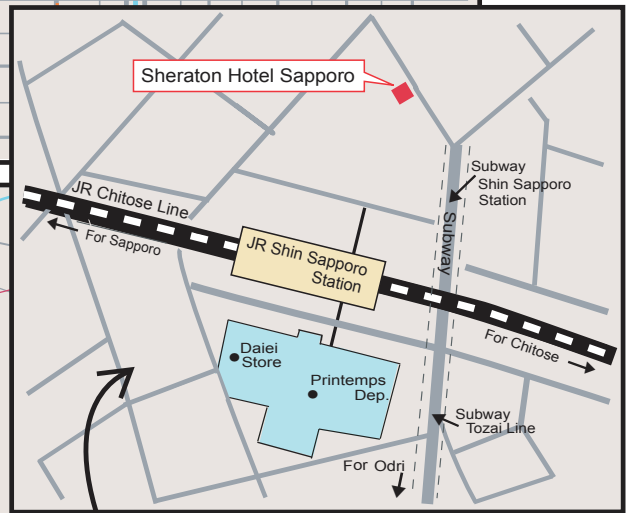 Sheraton Hotel Sapporo
Subway
Shin Sapporo
Station
JR Chitose Line
Subway
For Sapporo
JR Shin Sapporo
Station
For Chitose
Daiei
Store
Printemps
Dep.
Subway
Tozai Line
For Odri